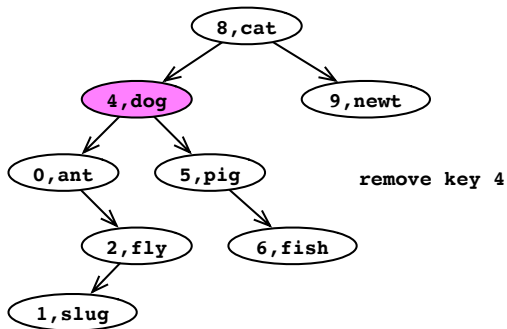 8,cat
4,dog
9,newt
0,ant
5,pig
remove key 4
2,fly
6,fish
1,slug